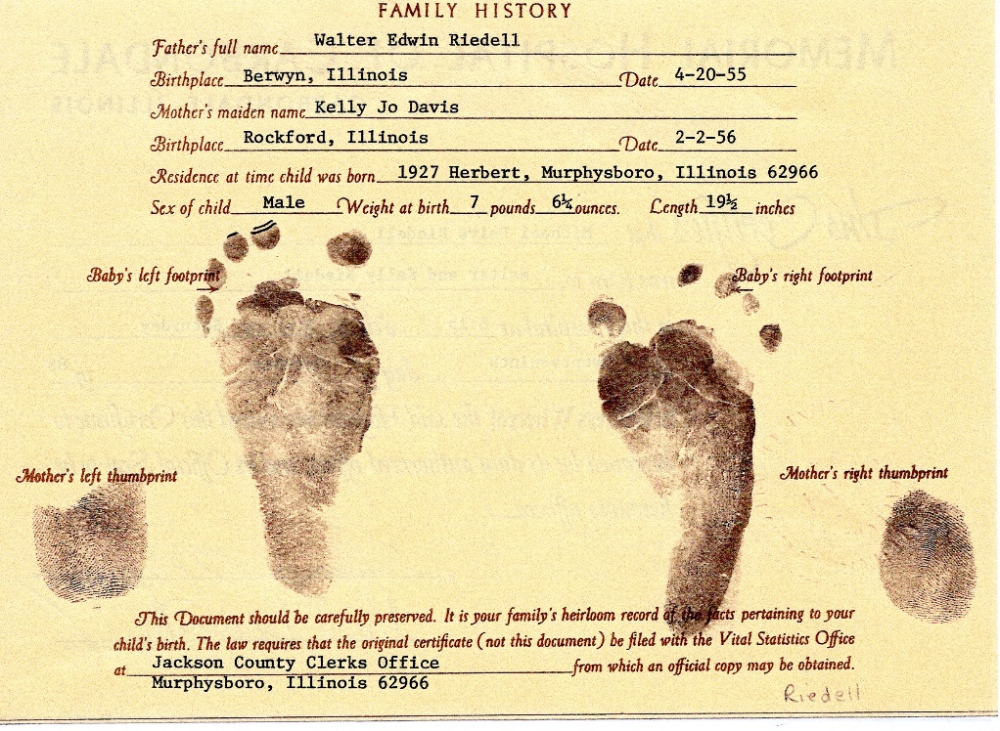 FAMILY HISTORY
Father's full name Walter Edwin Riedell
Birthplace Berwyn, Illinois Date 4-20-55
Mother's maiden name Kelly Jo Davis
Birthplace Rockford, Illinois Date 2-2-56
Residence at time child was born 1927 Herbert, Murphysboro, Illinois 62966
Sex of child Male Weight at birth 7 pounds 6¼ ounces. Length 19½ inches
Baby's left footprint Baby's right footprint
Mother's left thumbprint Mother's right thumbprint
This Document should be carefully preserved. It is your family's heirloom record of the facts pertaining to your
child's birth. The law requires that the original certificate (not this document) be filed with the Vital Statistics Office
at Jackson County Clerks Office from which an official copy may be obtained.
Murphysboro, Illinois 62966
Riedell